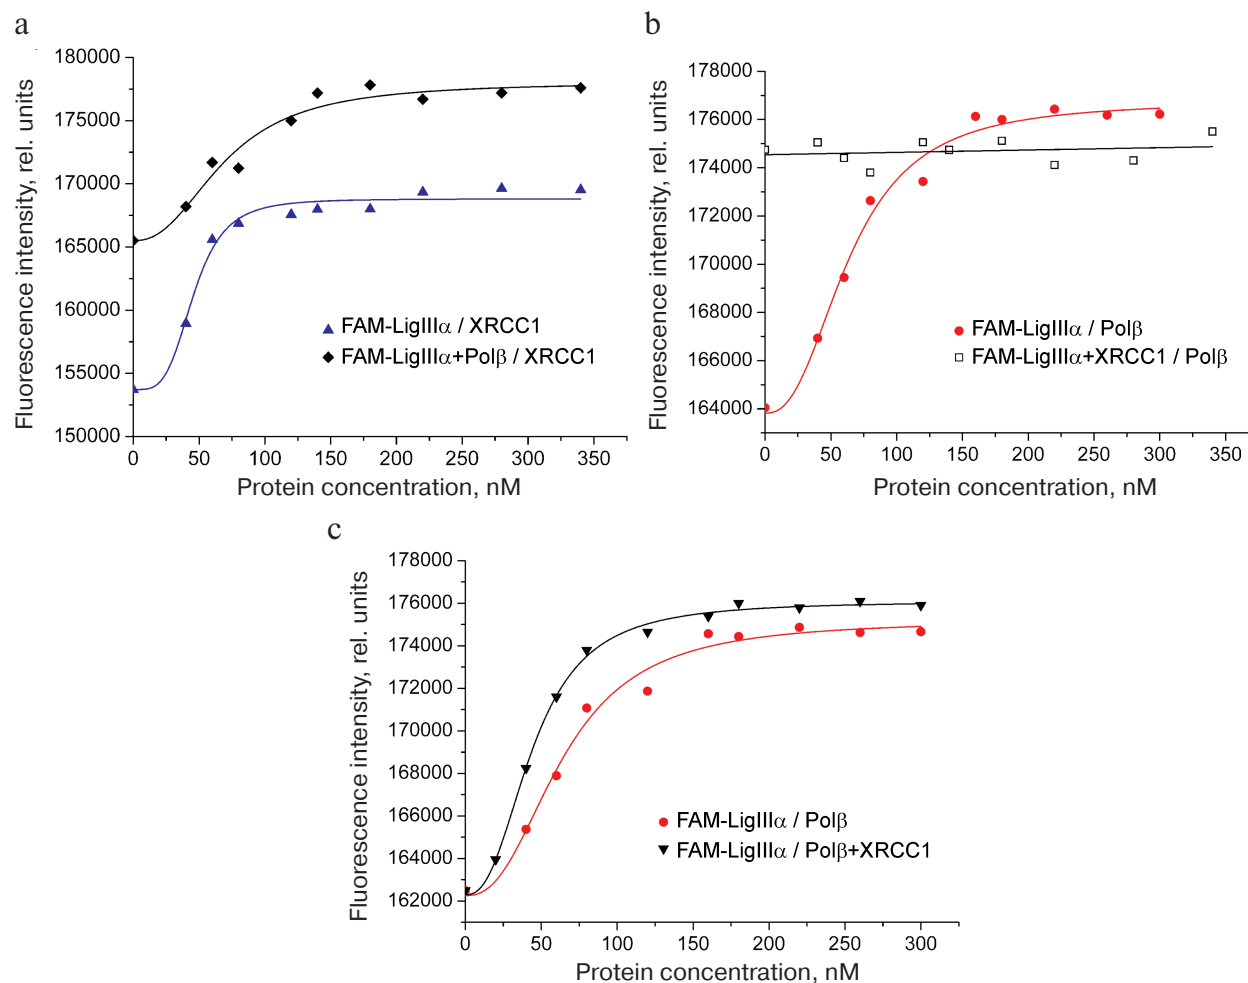 a
Fluorescence intensity, rel. units
180000
175000
170000
165000
160000
155000
150000
FAM-LigIIIα / XRCC1
FAM-LigIIIα+Polβ / XRCC1
0 50 100 150 200 250 300 350
Protein concentration, nM
b
Fluorescence intensity, rel. units
178000
176000
174000
172000
170000
168000
166000
164000
FAM-LigIIIα / Polβ
FAM-LigIIIα+XRCC1 / Polβ
0 50 100 150 200 250 300 350
Protein concentration, nM
c
Fluorescence intensity, rel. units
178000
176000
174000
172000
170000
168000
166000
164000
162000
FAM-LigIIIα / Polβ
FAM-LigIIIα / Polβ+XRCC1
0 50 100 150 200 250 300
Protein concentration, nM